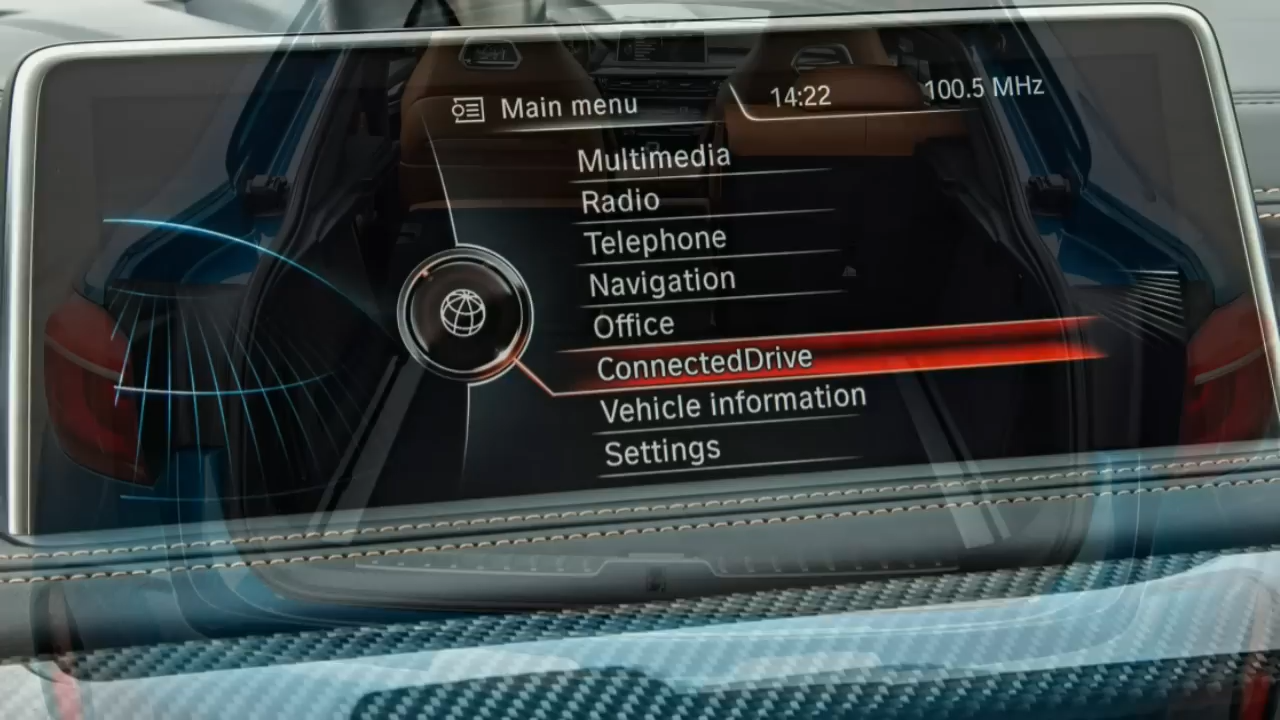 Main menu
14:22
100.5 MHz
Multimedia
Radio
Telephone
Navigation
Office
ConnectedDrive
Vehicle information
Settings